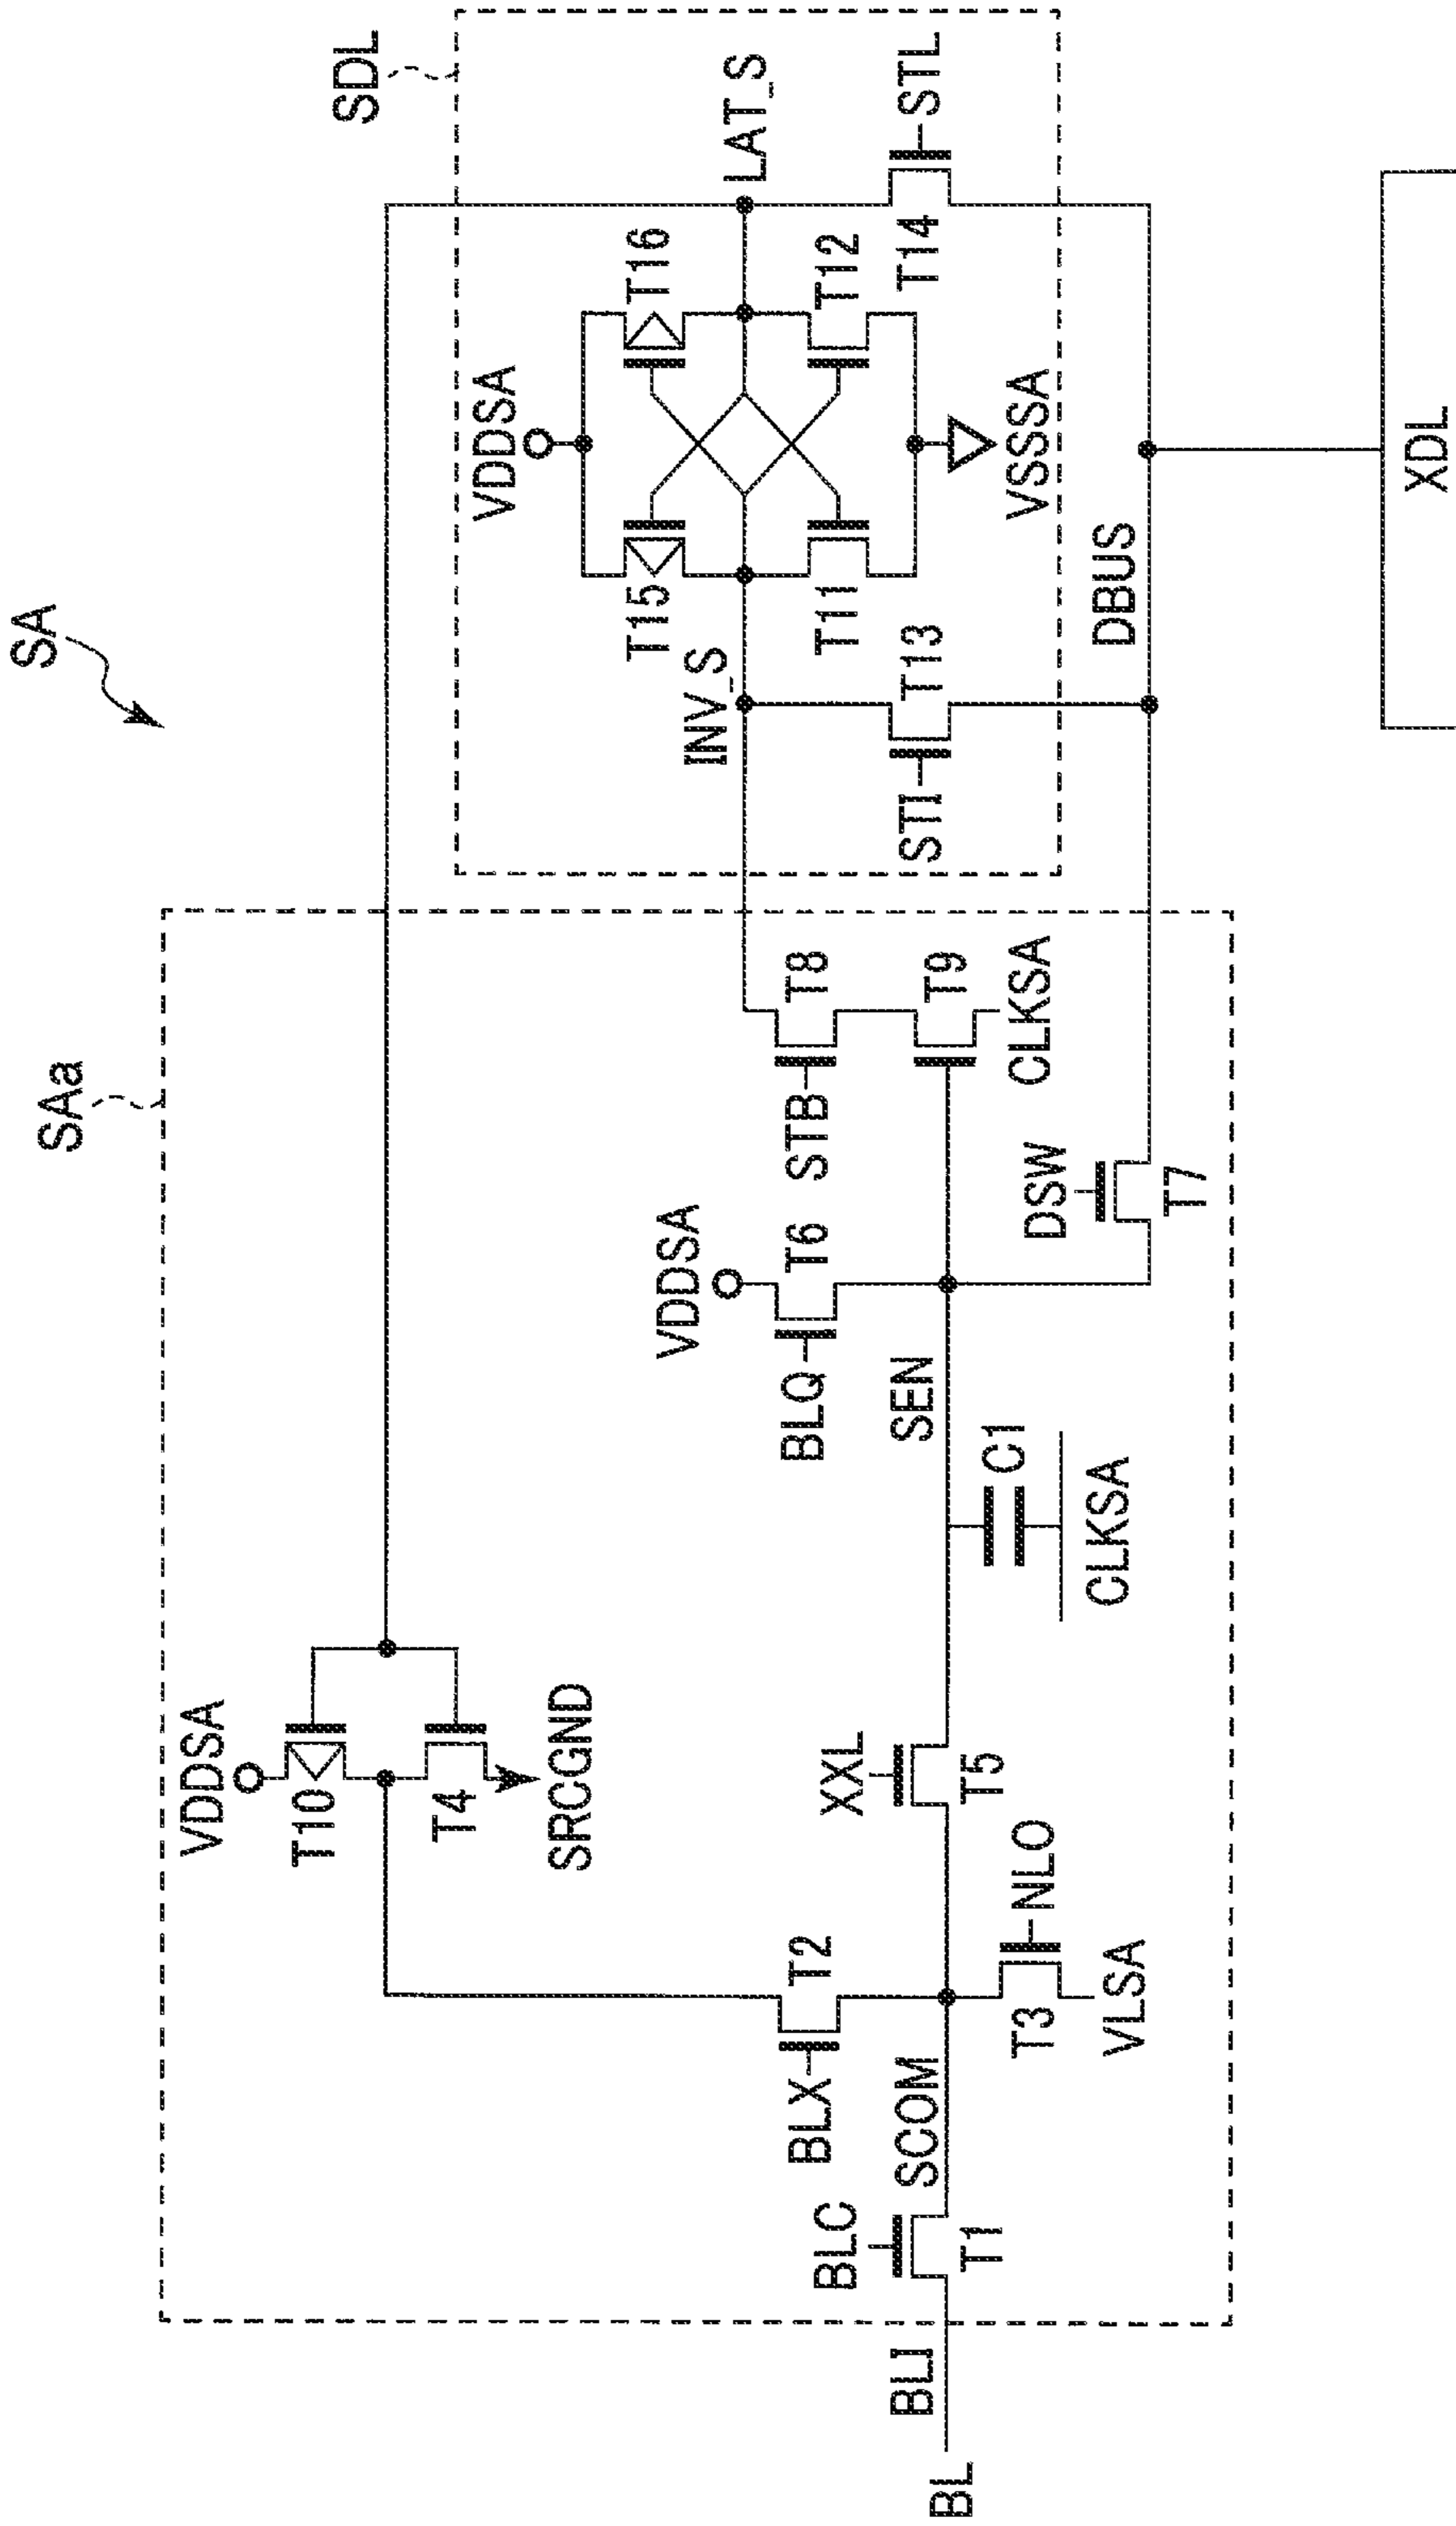 SA
SAa
SDL
VDDSA
T10
T4
SRCGND
VDDSA
T6
BLQ
STB
T8
T9
CLKSA
INV_S
VDDSA
T15
T16
T11
T12
VSSSA
LAT_S
STI
T13
T14
STL
BLX
T2
BLC
T1
SCOM
T3
NLO
VLSA
XXL
T5
SEN
C1
CLKSA
DSW
T7
DBUS
XDL
BLI
BL